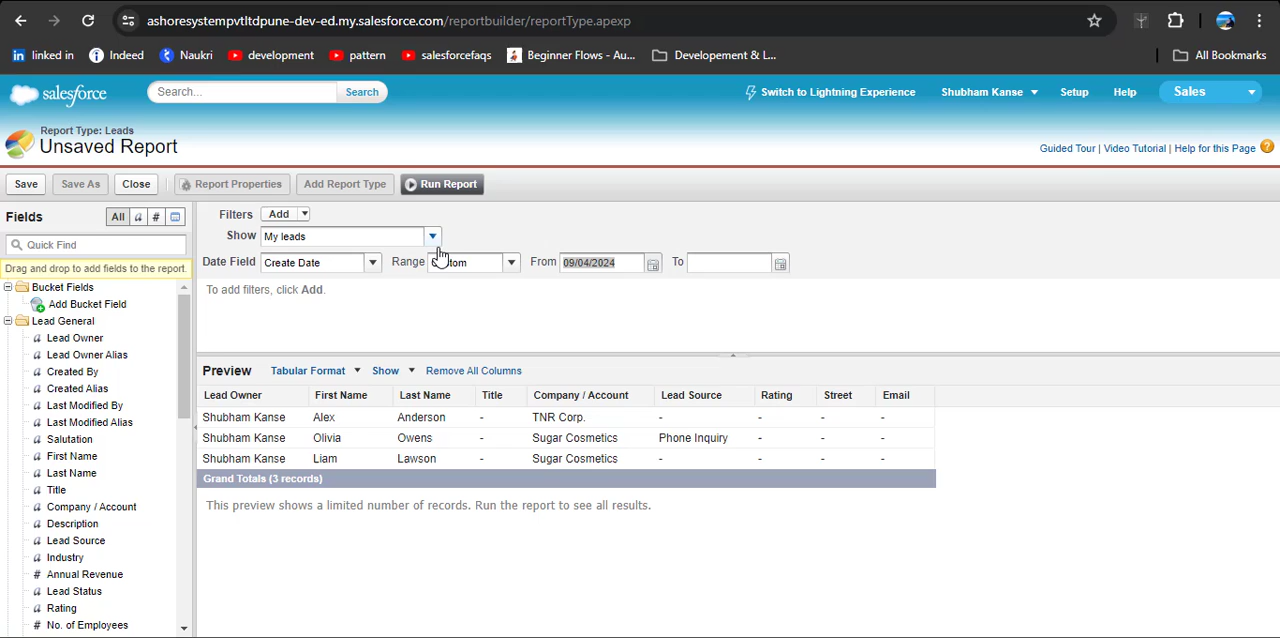 ashoresystempvtltdpune-dev-ed.my.salesforce.com/reportbuilder/reportType.apexp
linked in Indeed Naukri development pattern salesforcefaqs Beginner Flows - Au... Developement & L... All Bookmarks
salesforce Search... Search Switch to Lightning Experience Shubham Kanse Setup Help Sales
Report Type: Leads
Unsaved Report Guided Tour | Video Tutorial | Help for this Page ?
Save Save As Close Report Properties Add Report Type Run Report
Fields All a # Filters Add
Quick Find Show My leads
Drag and drop to add fields to the report. Date Field Create Date Range From 09/04/2024 To
Bucket Fields To add filters, click Add.
Add Bucket Field
Lead General
a Lead Owner
a Lead Owner Alias
a Created By Preview Tabular Format Show Remove All Columns
a Created Alias Lead Owner First Name Last Name Title Company / Account Lead Source Rating Street Email
a Last Modified By Shubham Kanse Alex Anderson - TNR Corp. - - - -
a Last Modified Alias
a Salutation Shubham Kanse Olivia Owens - Sugar Cosmetics Phone Inquiry - - -
a First Name Shubham Kanse Liam Lawson - Sugar Cosmetics - - - -
a Last Name Grand Totals (3 records)
a Title
a Company / Account This preview shows a limited number of records. Run the report to see all results.
a Description
a Lead Source
a Industry
# Annual Revenue
a Lead Status
a Rating
# No. of Employees